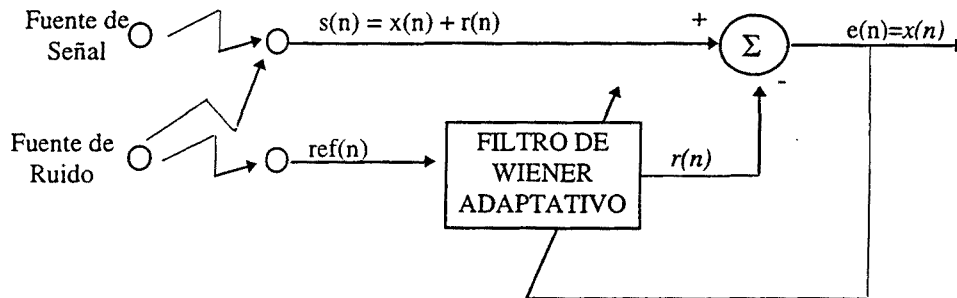 Fuente de
Señal
s(n) = x(n) + r(n)
+
Σ
e(n)=x(n)
-
Fuente de
Ruido
ref(n)
FILTRO DE
WIENER
ADAPTATIVO
r(n)